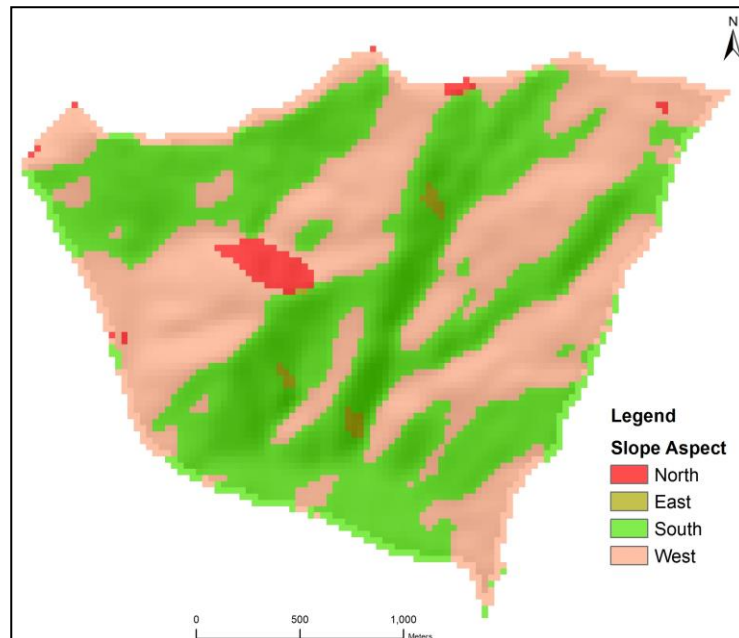 N
Legend
Slope Aspect
North
East
South
West
0 500 1,000
Meters